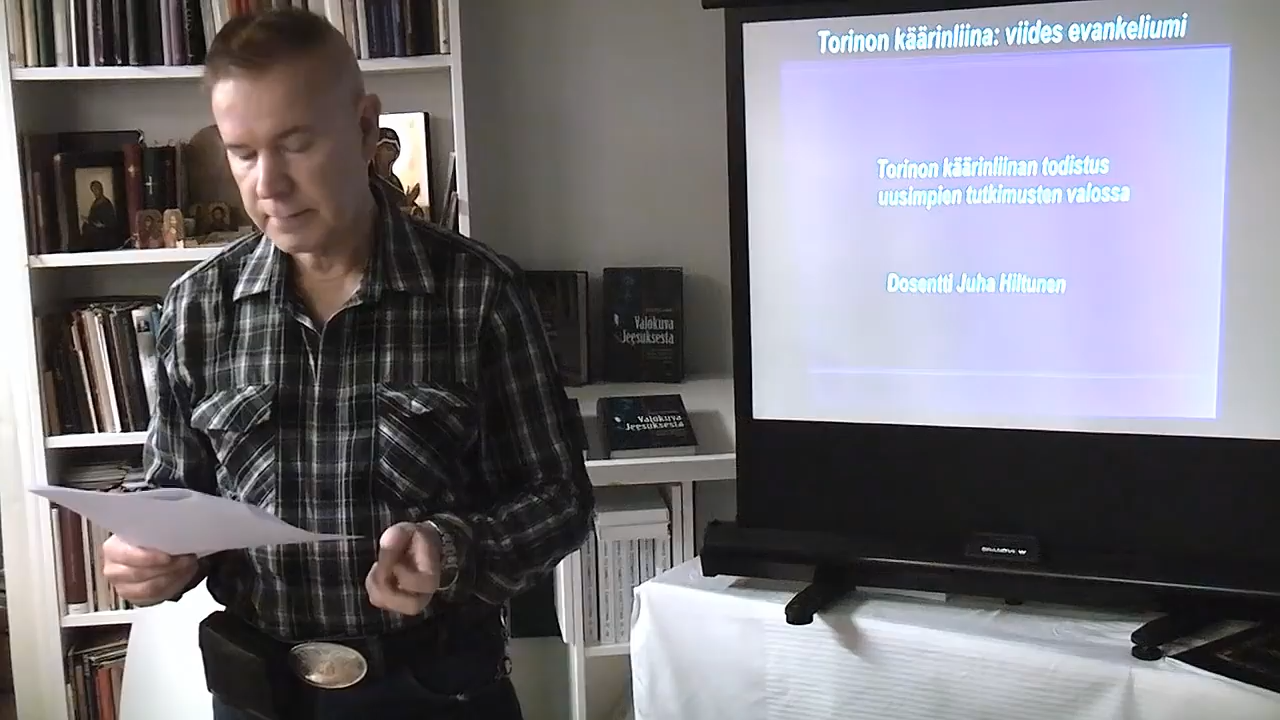 Torinon käärinliina: viides evankeliumi
Torinon käärinliinan todistus
uusimpien tutkimusten valossa
Dosentti Juha Hiltunen
Valokuva
Jeesuksesta
Valokuva
Jeesuksesta